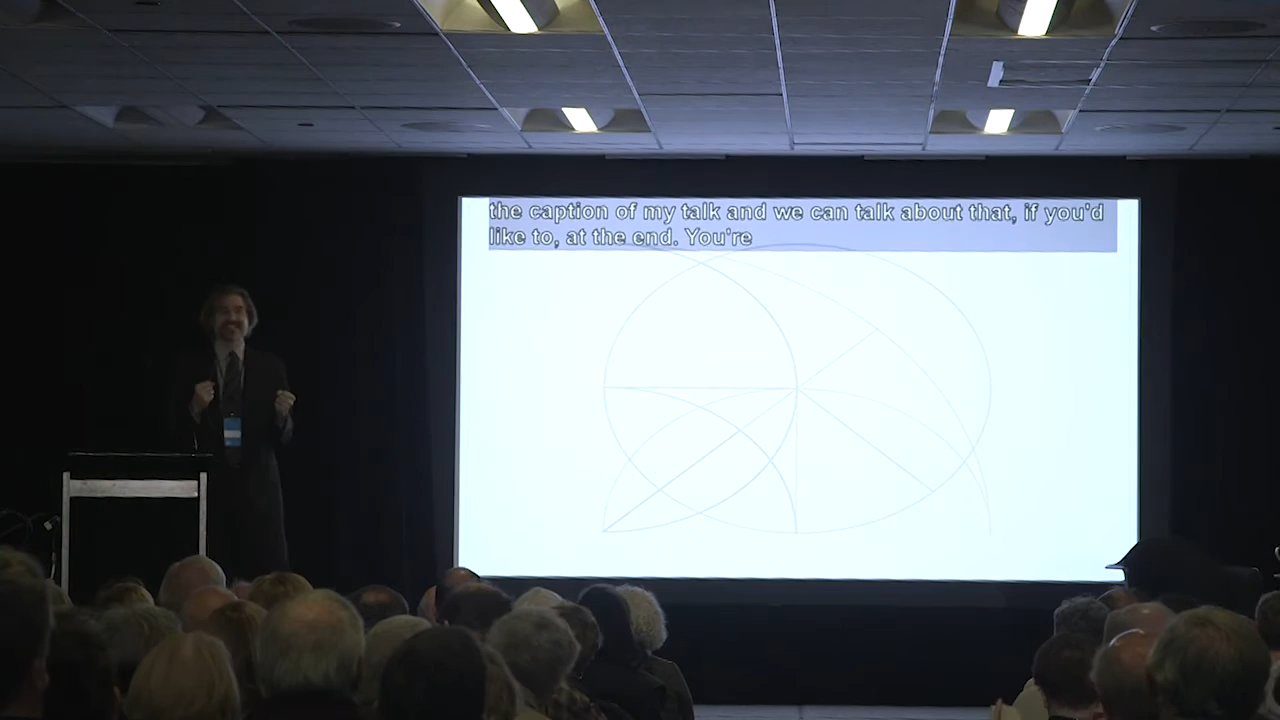 the caption of my talk and we can talk about that, if you'd
like to, at the end. You're